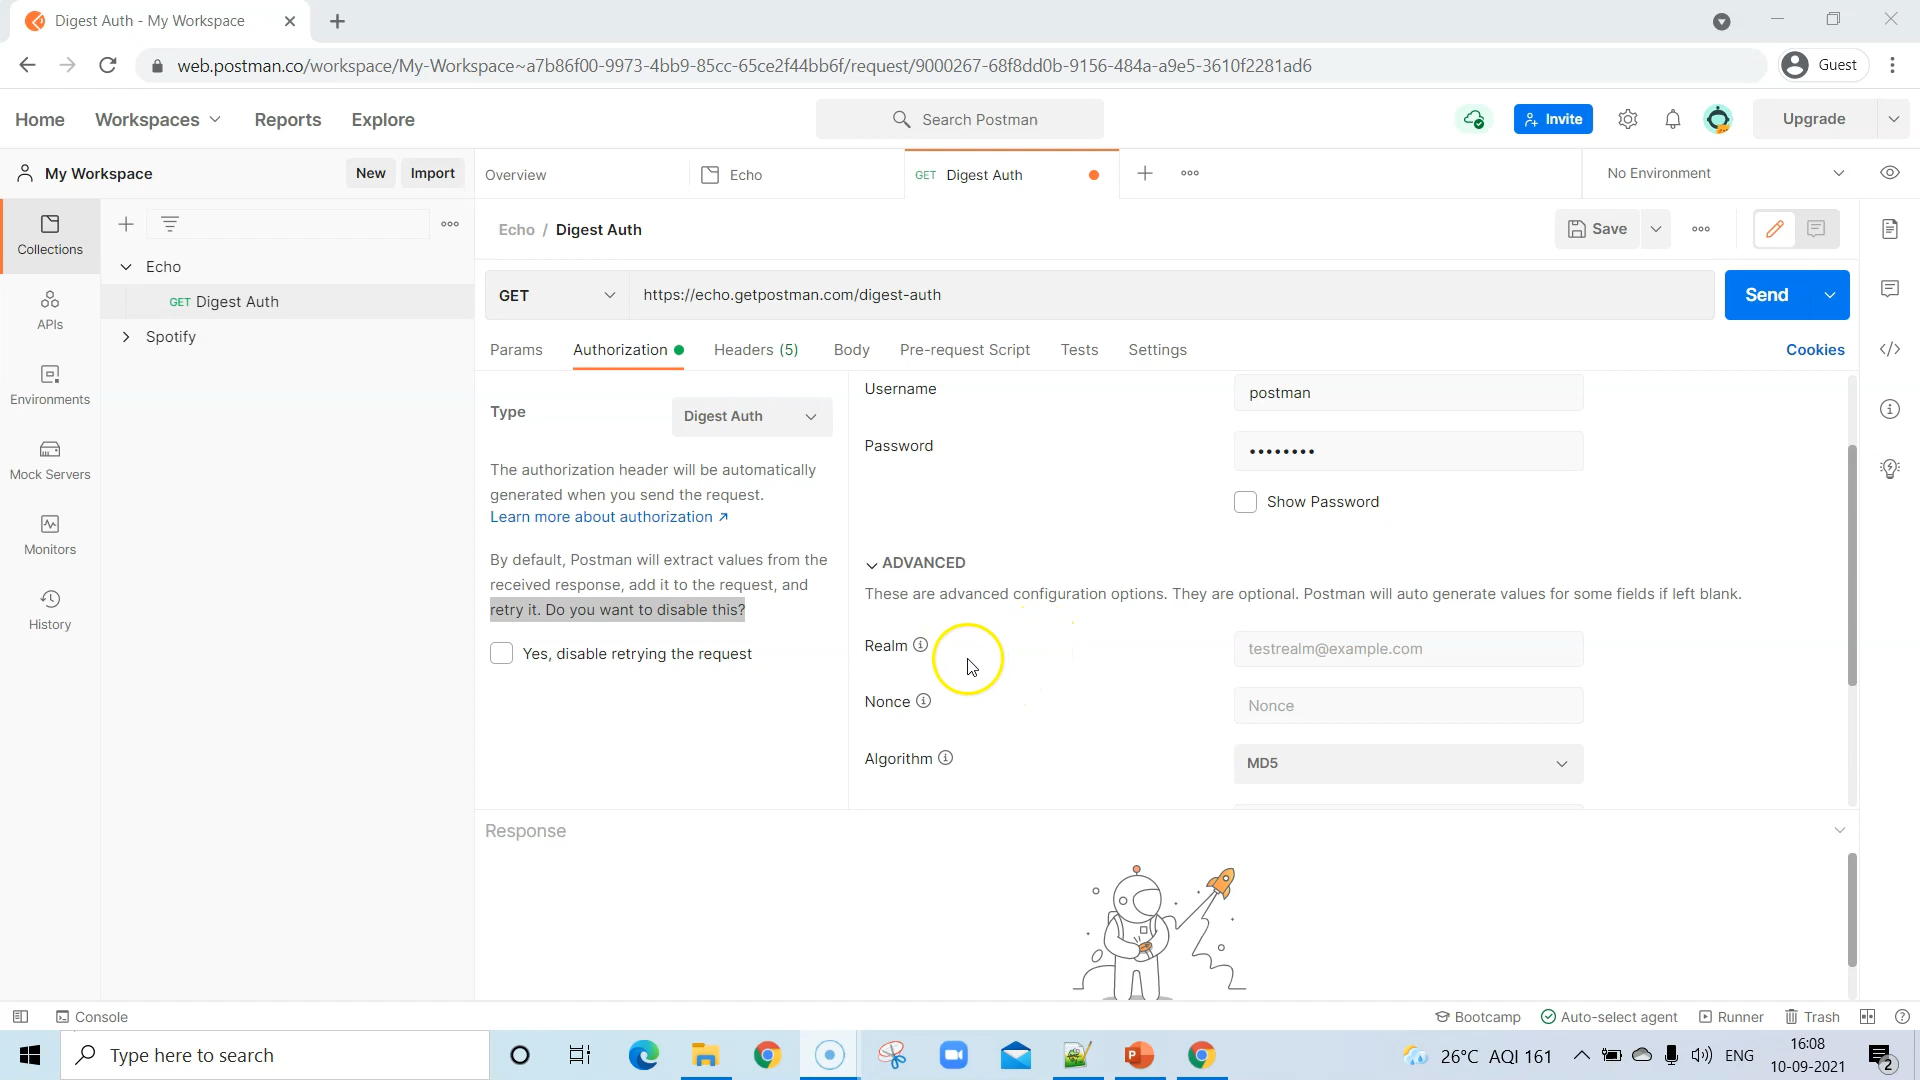 Digest Auth - My Workspace
web.postman.co/workspace/My-Workspace~a7b86f00-9973-4bb9-85cc-65ce2f44bb6f/request/9000267-68f8dd0b-9156-484a-a9e5-3610f2281ad6
Guest
Home
Workspaces
Reports
Explore
Search Postman
Invite
Upgrade
My Workspace
New
Import
Overview
Echo
GET Digest Auth
No Environment
Collections
APIs
Environments
Mock Servers
Monitors
History
Echo
GET Digest Auth
Spotify
Echo / Digest Auth
Save
GET
https://echo.getpostman.com/digest-auth
Send
Params
Authorization
Headers (5)
Body
Pre-request Script
Tests
Settings
Cookies
Type
Digest Auth
The authorization header will be automatically
generated when you send the request.
Learn more about authorization ↗
By default, Postman will extract values from the
received response, add it to the request, and
retry it. Do you want to disable this?
Yes, disable retrying the request
Username
postman
Password
••••••••
Show Password
ADVANCED
These are advanced configuration options. They are optional. Postman will auto generate values for some fields if left blank.
Realm
testrealm@example.com
Nonce
Nonce
Algorithm
MD5
Response
Console
Bootcamp
Auto-select agent
Runner
Trash
Type here to search
26°C AQI 161
ENG
16:08
10-09-2021
2